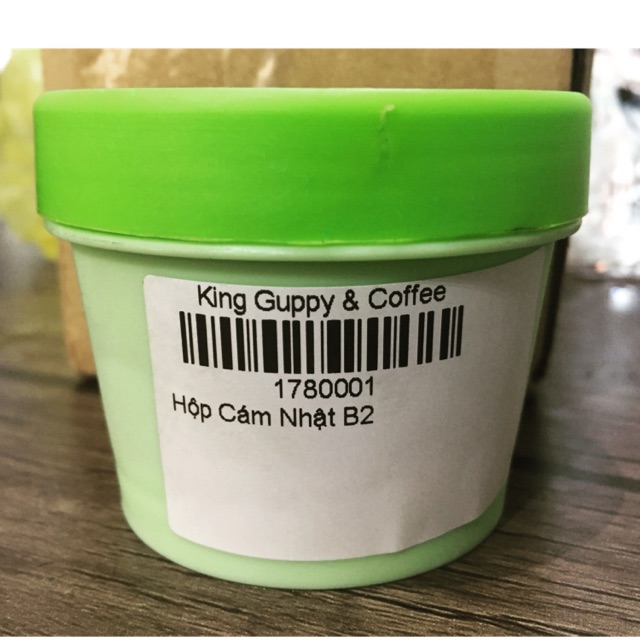 King Guppy & Coffee
1780001
Hộp Cám Nhật B2